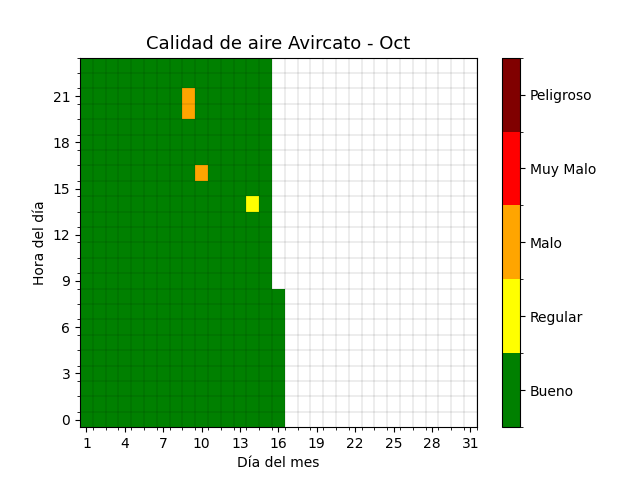 Calidad de aire Avircato - Oct
Hora del día
21
18
15
12
9
6
3
0
1 4 7 10 13 16 19 22 25 28 31
Día del mes
Peligroso
Muy Malo
Malo
Regular
Bueno